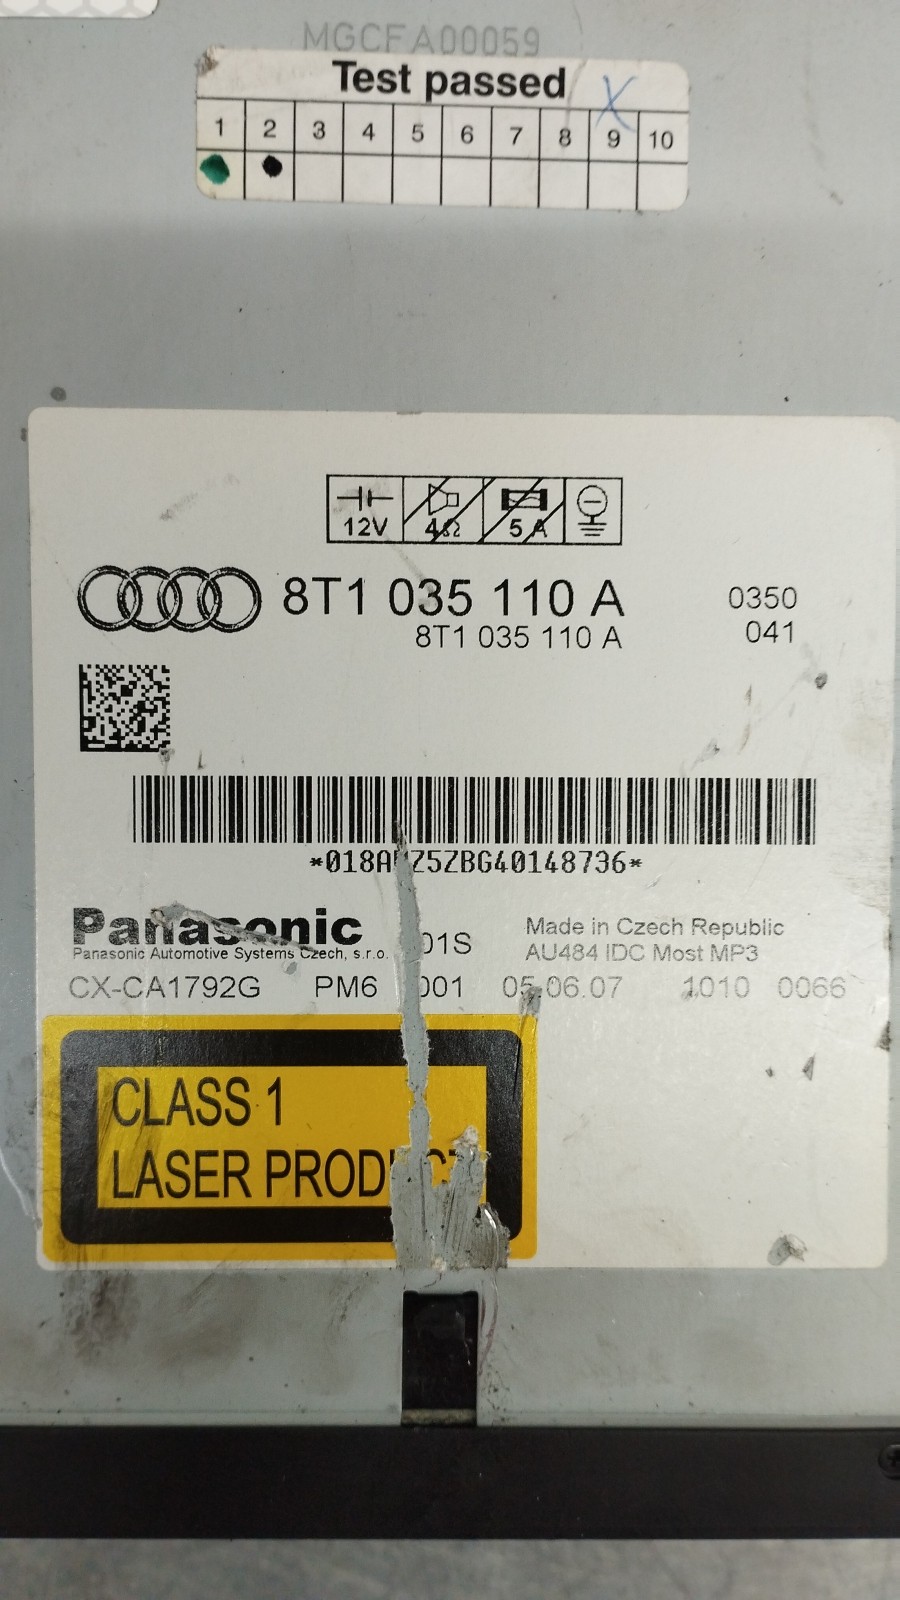 MGCFA00059
Test passed X
1 2 3 4 5 6 7 8 9 10
12V 4Ω 5 A
8T1 035 110 A 0350
8T1 035 110 A 041
Panasonic Made in Czech Republic
Panasonic Automotive Systems Czech, s.r.o. 01S AU484 IDC Most MP3
CX-CA1792G PM6 001 05.06.07 1010 0066
CLASS 1
LASER